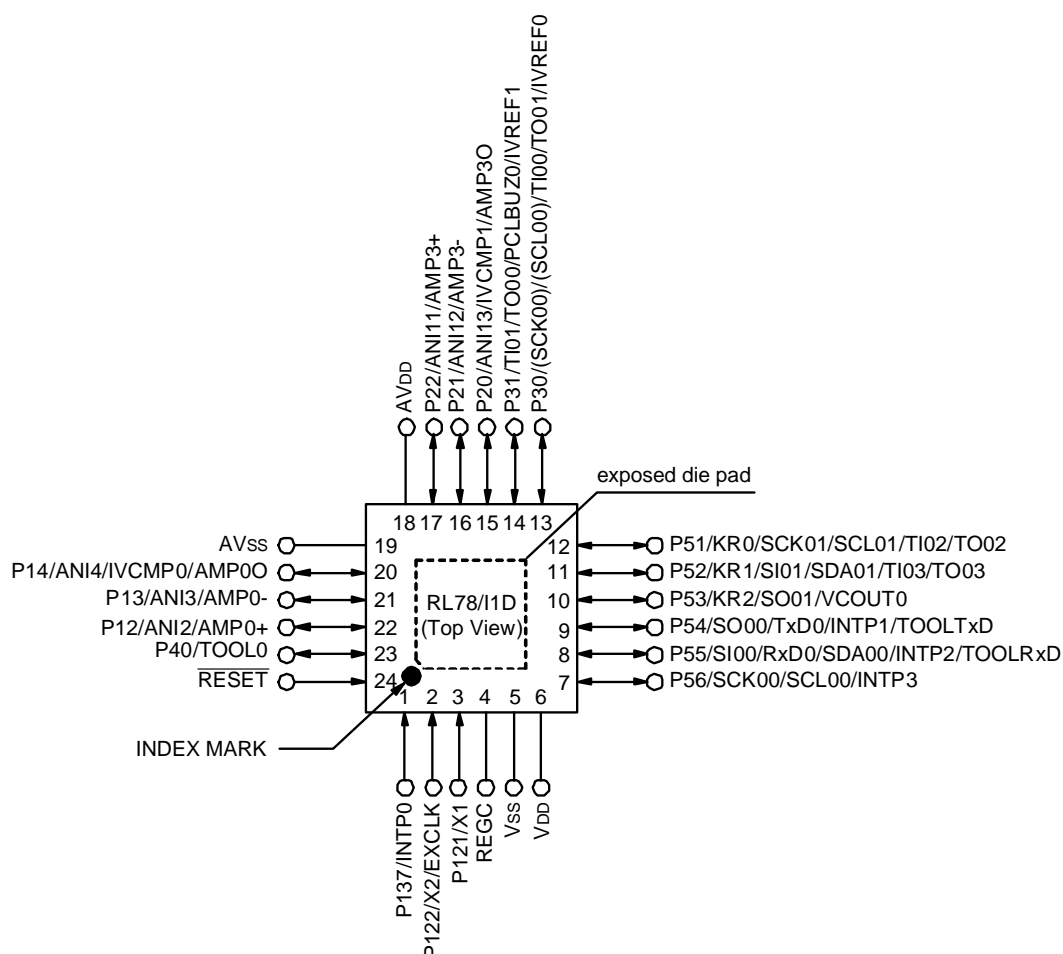 P22/ANI11/AMP3+
P21/ANI12/AMP3-
P20/ANI13/IVCMP1/AMP3O
P31/TI01/TO00/PCLBUZ0/IVREF1
P30/(SCK00)/(SCL00)/TI00/TO01/IVREF0
AVDD
exposed die pad
18 17 16 15 14 13
AVSS 19
P14/ANI4/IVCMP0/AMP0O 20
P13/ANI3/AMP0- 21
P12/ANI2/AMP0+ 22
P40/TOOL0 23
RESET 24
RL78/I1D
(Top View)
12 P51/KR0/SCK01/SCL01/TI02/TO02
11 P52/KR1/SI01/SDA01/TI03/TO03
10 P53/KR2/SO01/VCOUT0
9 P54/SO00/TxD0/INTP1/TOOLTxD
8 P55/SI00/RxD0/SDA00/INTP2/TOOLRxD
7 P56/SCK00/SCL00/INTP3
1 2 3 4 5 6
INDEX MARK
P137/INTP0
P122/X2/EXCLK
P121/X1
REGC
VSS
VDD